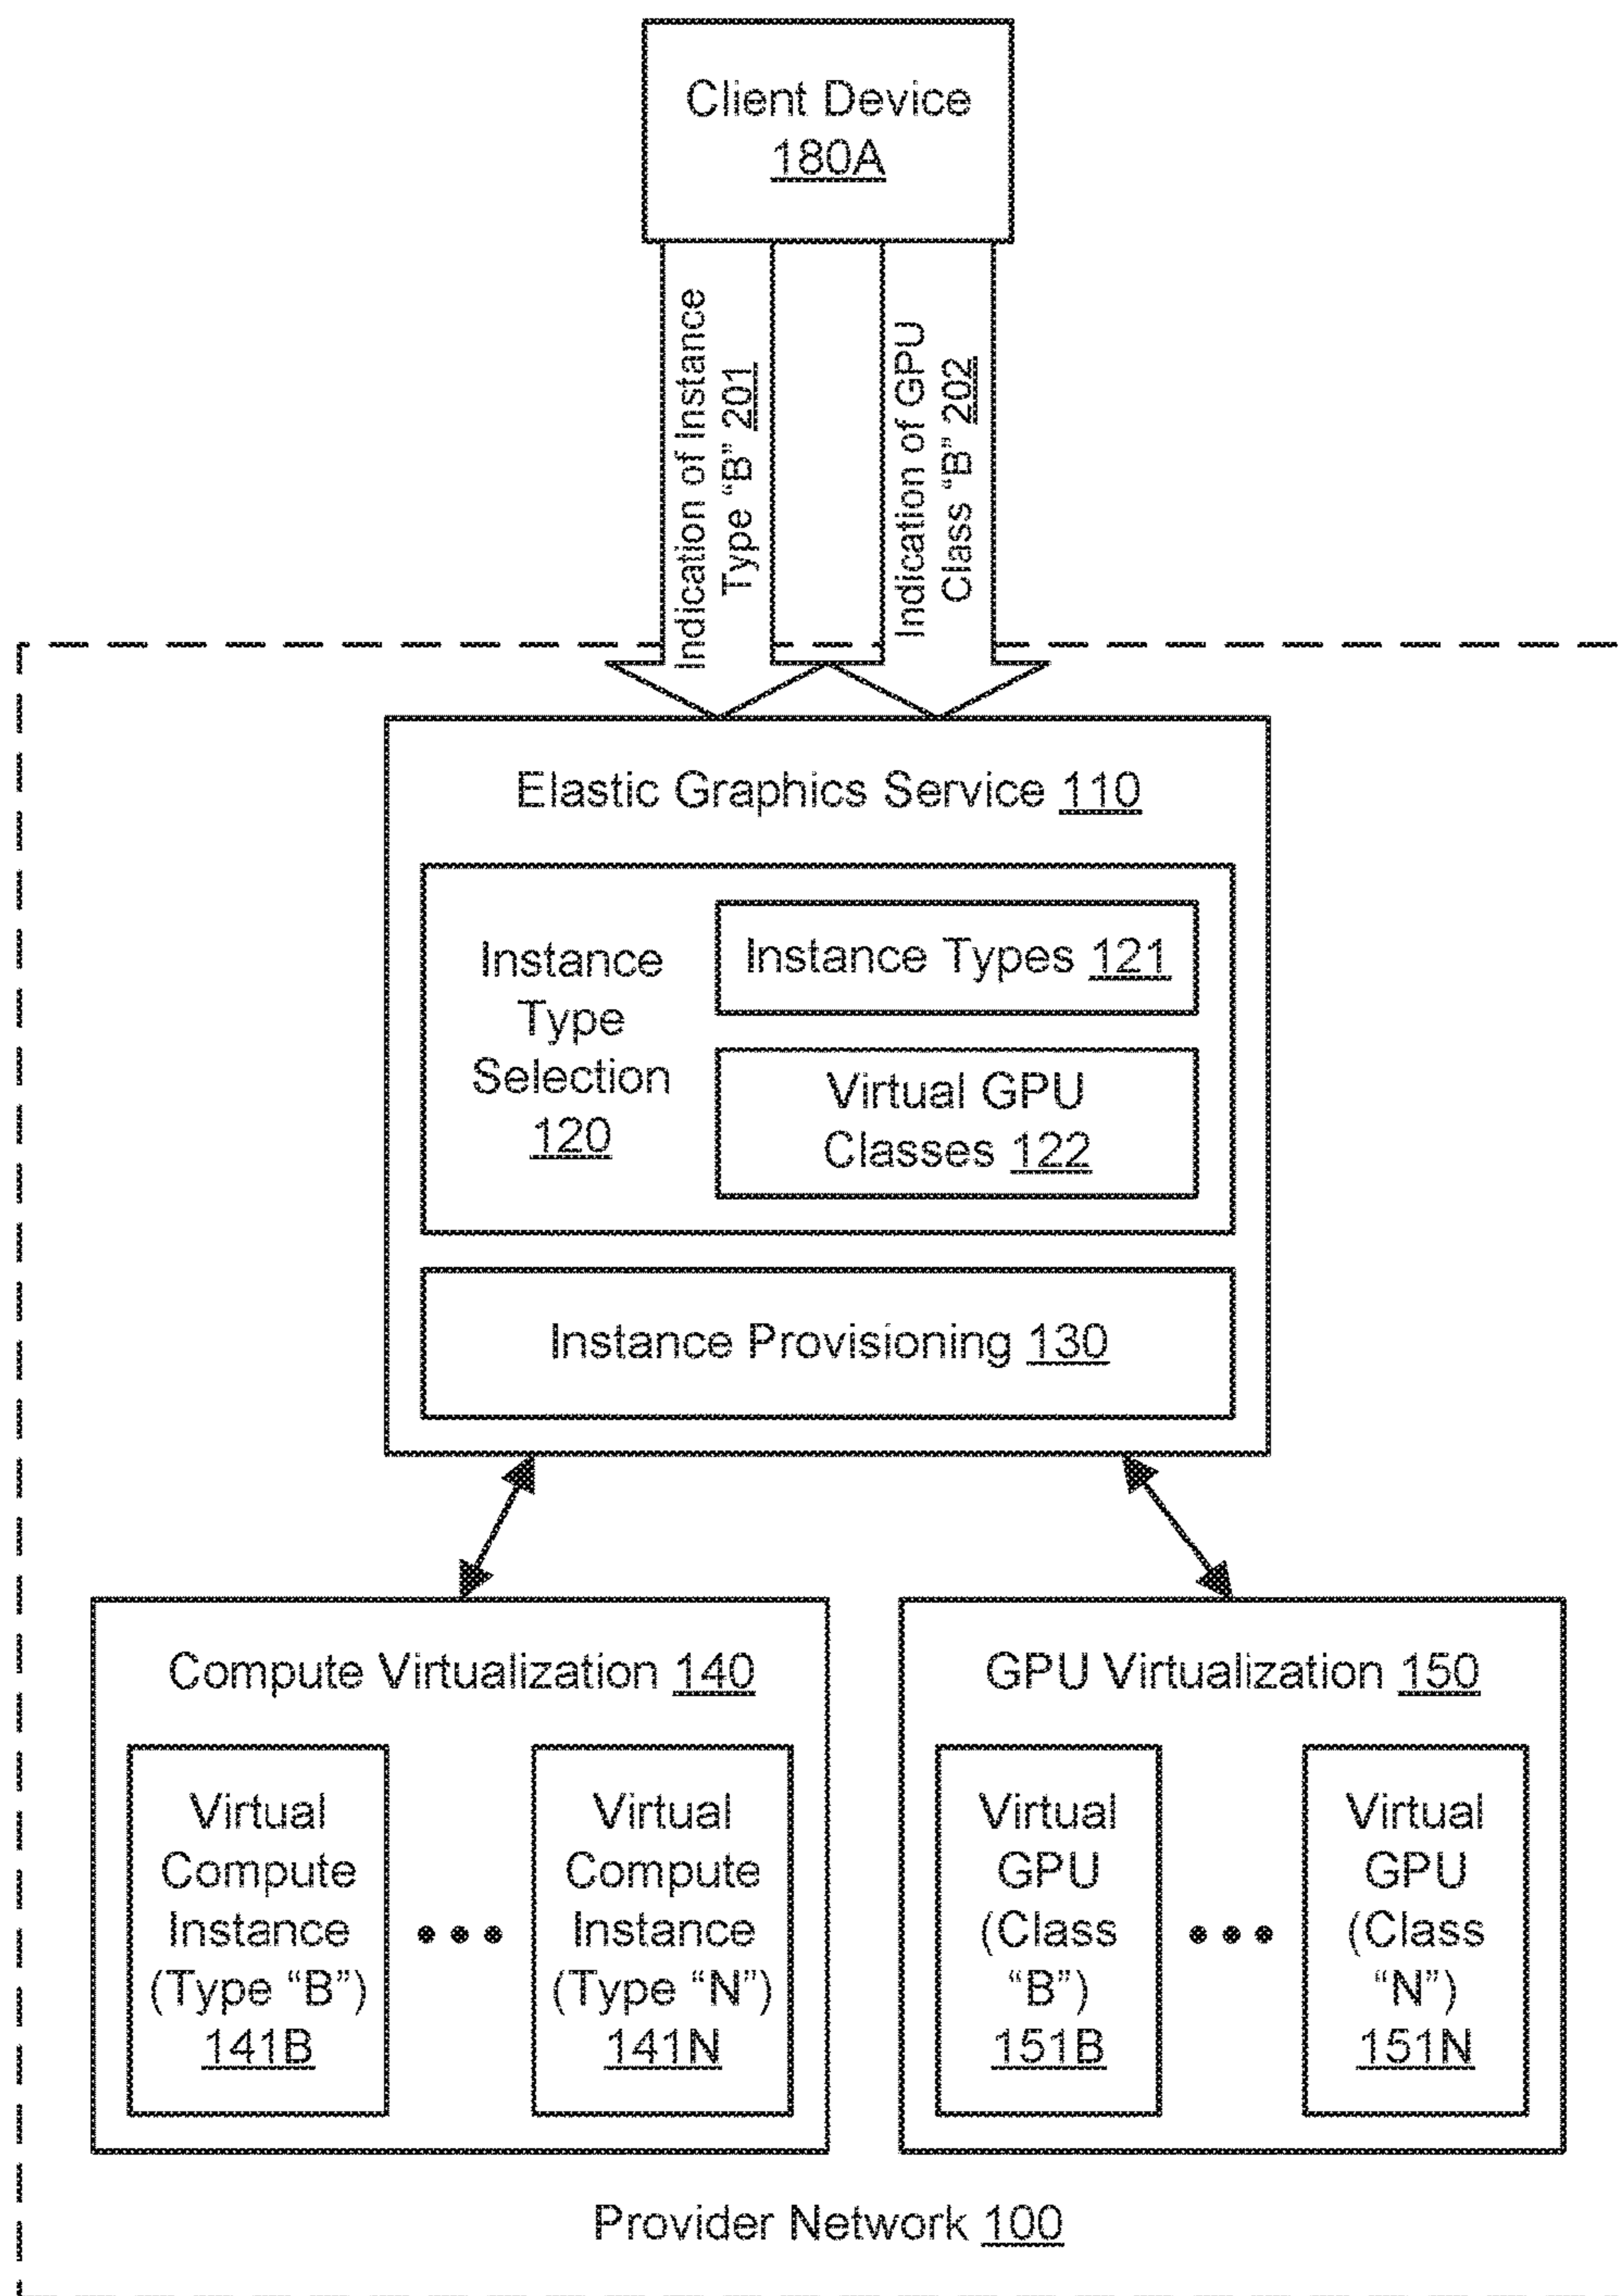 Client Device
180A
Indication of Instance
Type “B” 201
Indication of GPU
Class “B” 202
Elastic Graphics Service 110
Instance
Type
Selection
120
Instance Types 121
Virtual GPU
Classes 122
Instance Provisioning 130
Compute Virtualization 140
Virtual
Compute
Instance
(Type “B”)
141B
Virtual
Compute
Instance
(Type “N”)
141N
GPU Virtualization 150
Virtual
GPU
(Class
“B”)
151B
Virtual
GPU
(Class
“N”)
151N
Provider Network 100